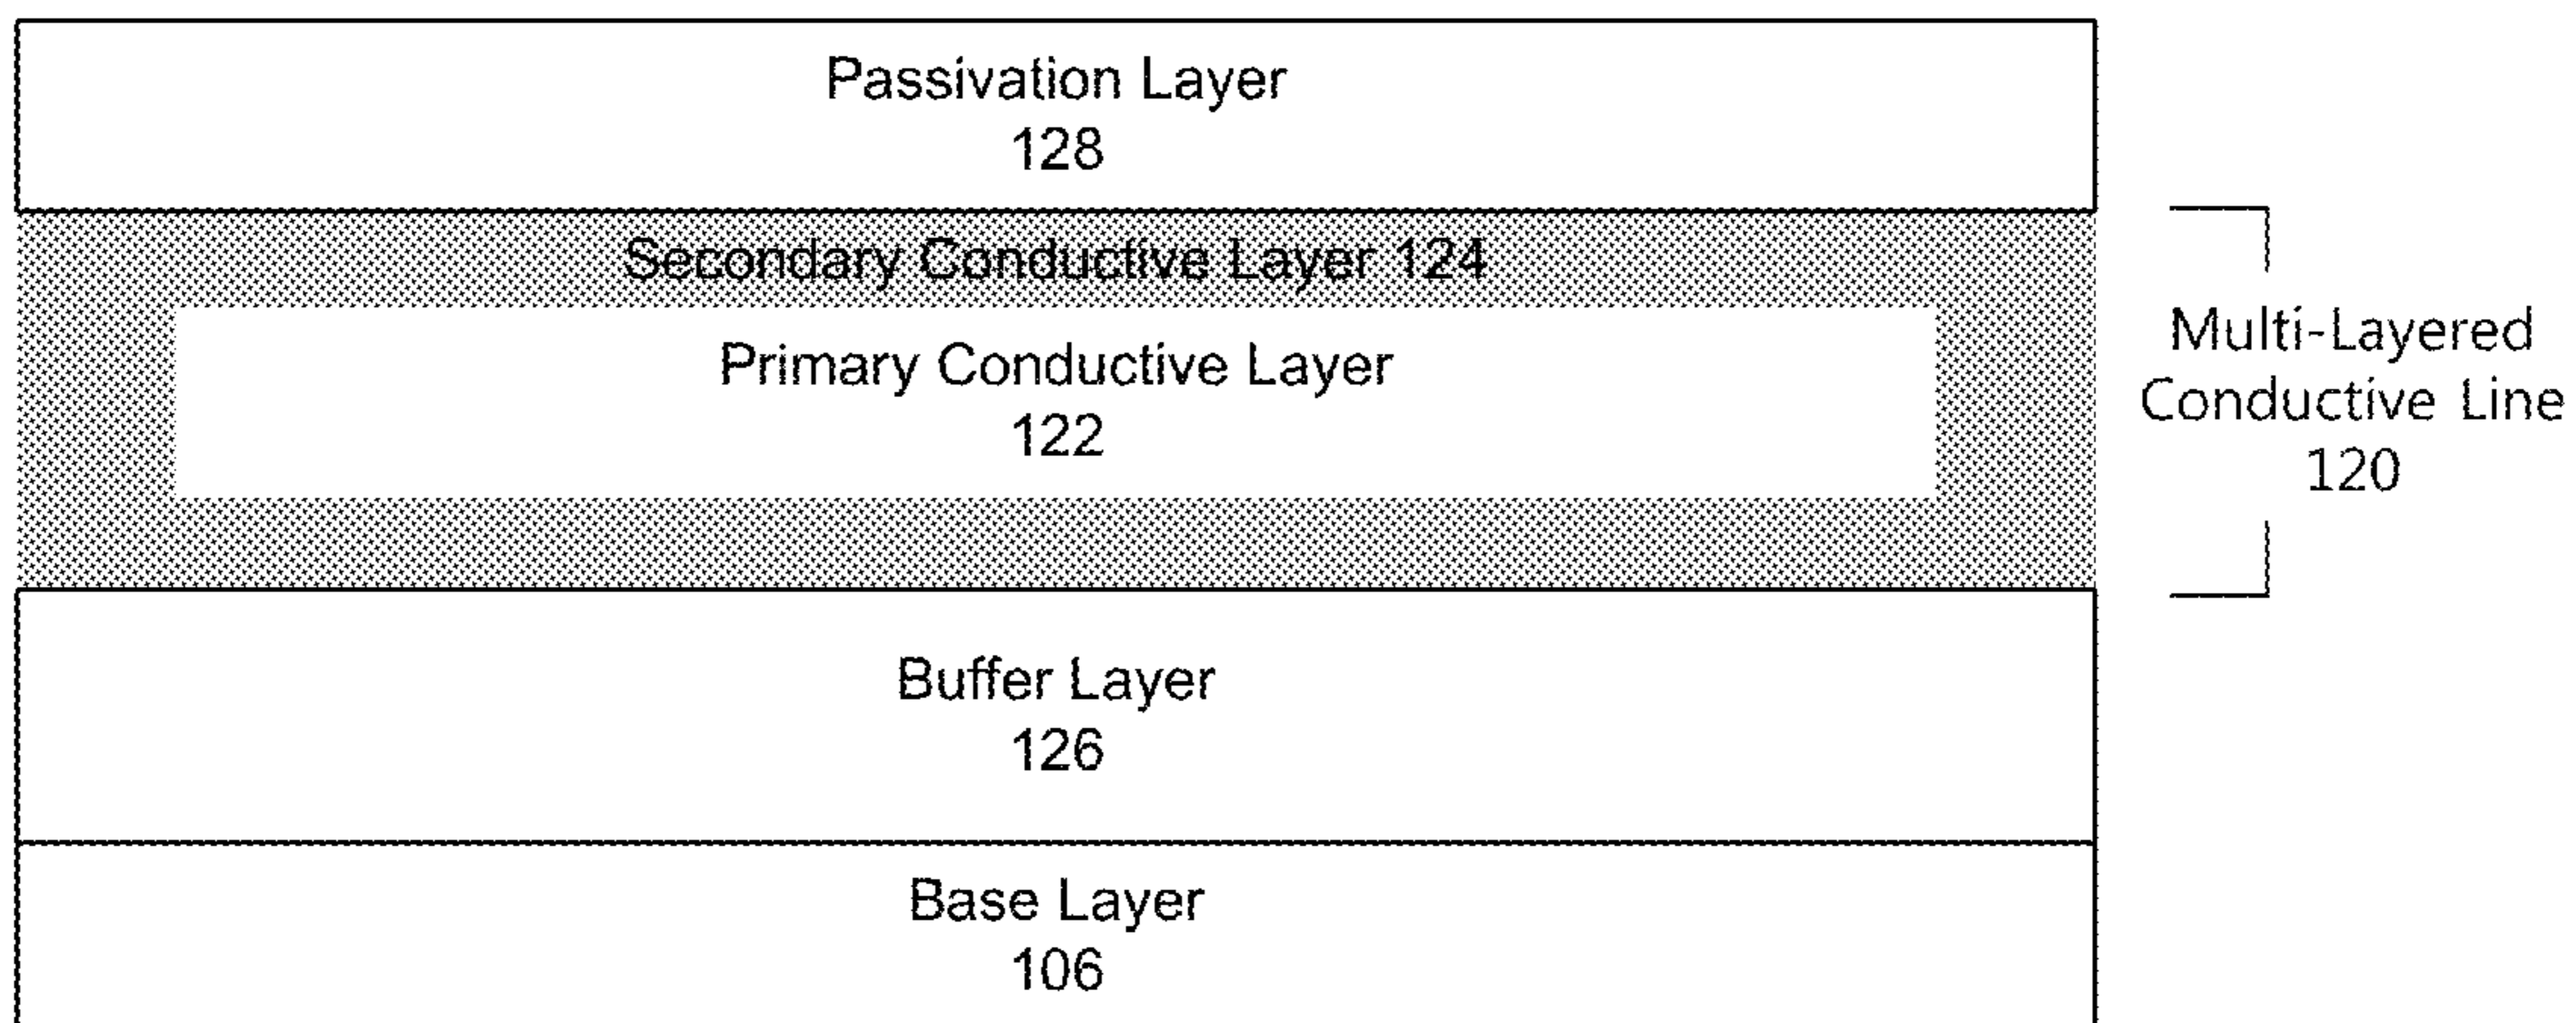 Passivation Layer
128
Secondary Conductive Layer 124
Primary Conductive Layer
122
Multi-Layered
Conductive Line
120
Buffer Layer
126
Base Layer
106